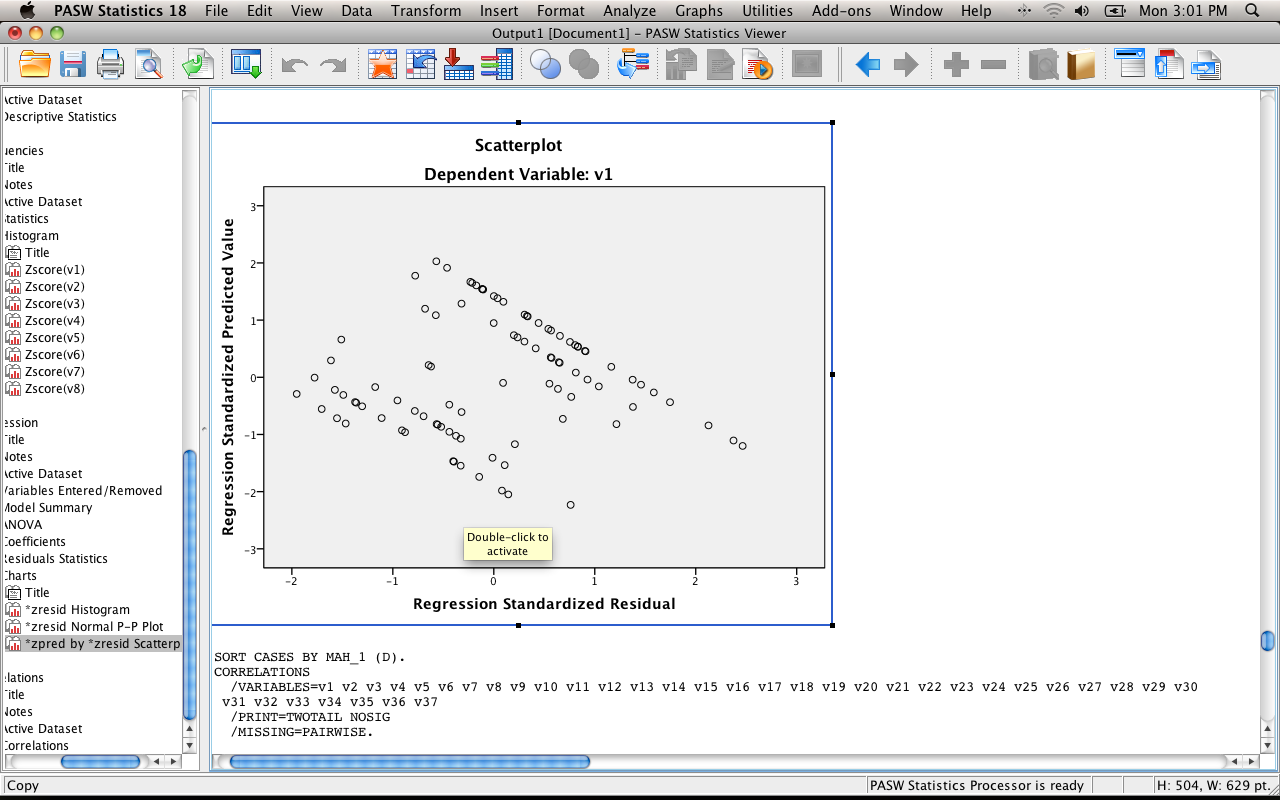 PASW Statistics 18 File Edit View Data Transform Insert Format Analyze Graphs Utilities Add-ons Window Help Mon 3:01 PM
Output1 [Document1] – PASW Statistics Viewer
Active Dataset
Descriptive Statistics
uencies
Title
Notes
Active Dataset
Statistics
Histogram
Title
Zscore(v1)
Zscore(v2)
Zscore(v3)
Zscore(v4)
Zscore(v5)
Zscore(v6)
Zscore(v7)
Zscore(v8)
ession
Title
Notes
Active Dataset
Variables Entered/Removed
Model Summary
ANOVA
Coefficients
Residuals Statistics
Charts
Title
*zresid Histogram
*zresid Normal P-P Plot
*zpred by *zresid Scatterp
elations
Title
Notes
Active Dataset
Correlations
Scatterplot
Dependent Variable: v1
Regression Standardized Predicted Value
3
2
1
0
-1
-2
-3
Double-click to
activate
-2 -1 0 1 2 3
Regression Standardized Residual
SORT CASES BY MAH_1 (D).
CORRELATIONS
/VARIABLES=v1 v2 v3 v4 v5 v6 v7 v8 v9 v10 v11 v12 v13 v14 v15 v16 v17 v18 v19 v20 v21 v22 v23 v24 v25 v26 v27 v28 v29 v30
v31 v32 v33 v34 v35 v36 v37
/PRINT=TWOTAIL NOSIG
/MISSING=PAIRWISE.
Copy PASW Statistics Processor is ready H: 504, W: 629 pt.